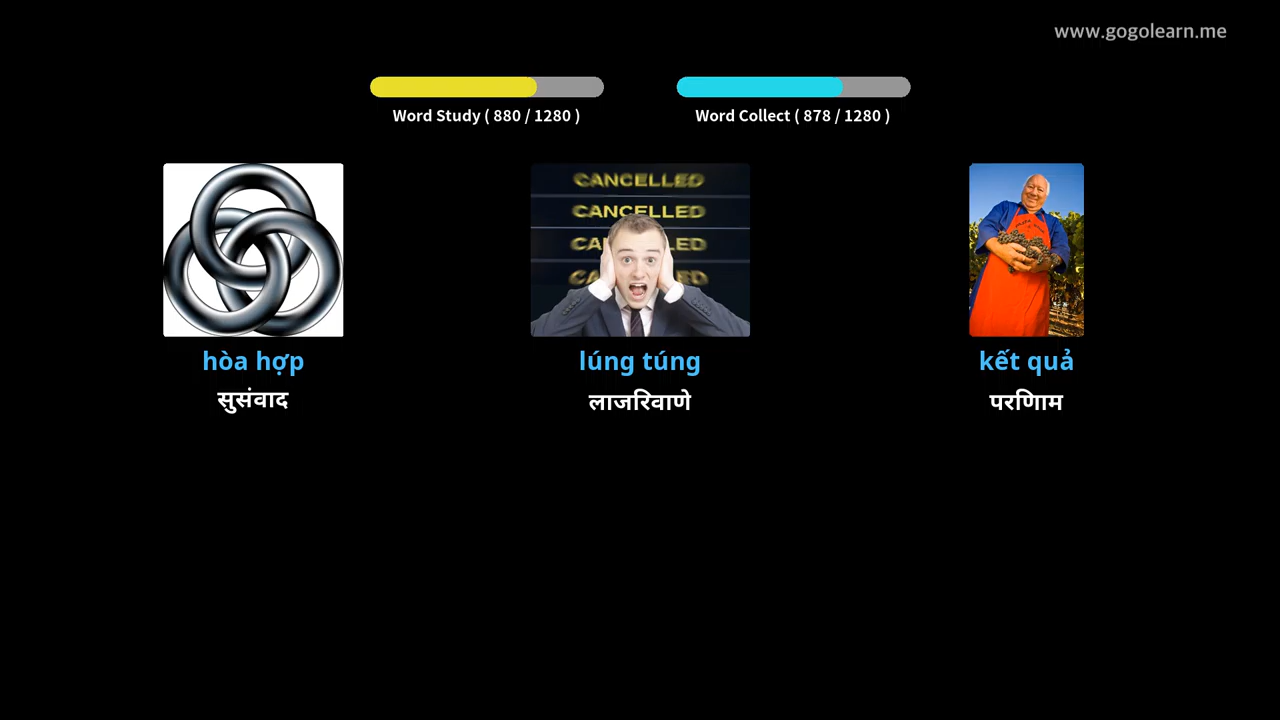 www.gogolearn.me
Word Study ( 880 / 1280 )
Word Collect ( 878 / 1280 )
CANCELLED
CANCELLED
hòa hợp
lúng túng
kết quả
सुसंवाद
लाजरिवाणे
परिणाम